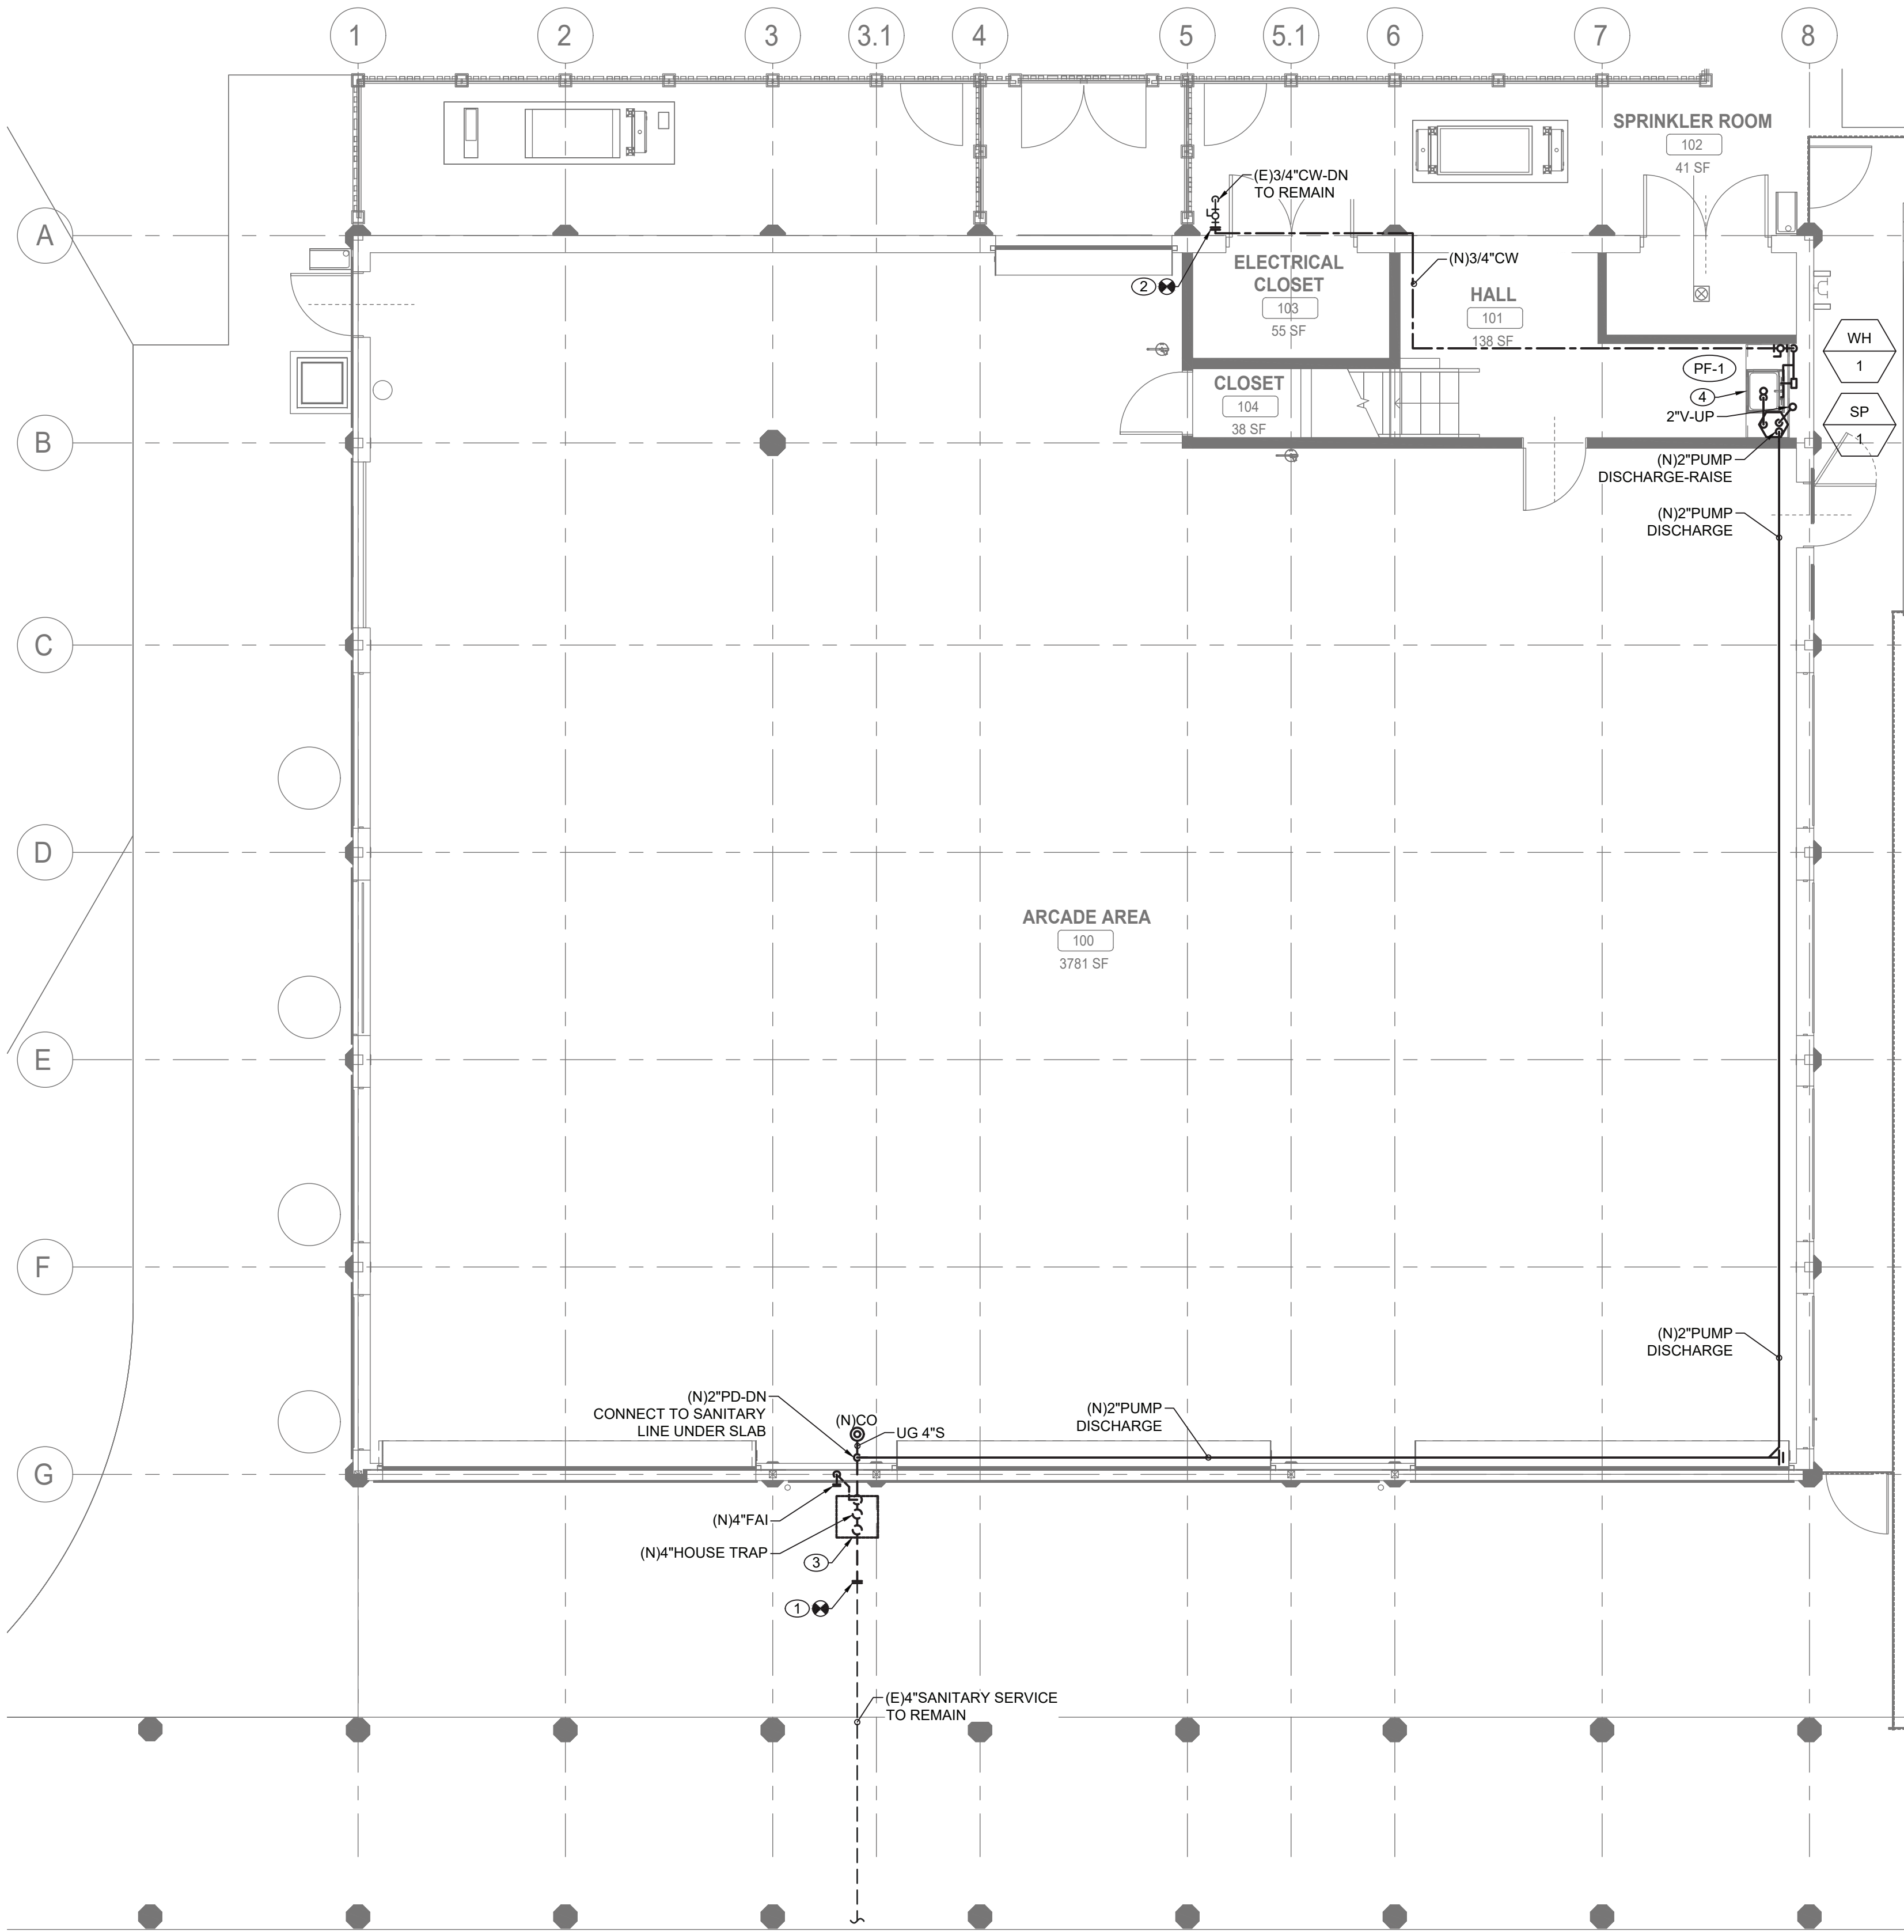 1
2
3
3.1
4
5
5.1
6
7
8
SPRINKLER ROOM
102
41 SF
(E)3/4"CW-DN
TO REMAIN
A
(N)3/4"CW
ELECTRICAL
CLOSET
103
55 SF
2
HALL
101
138 SF
WH
1
PF-1
CLOSET
104
38 SF
4
2"V-UP
SP
1
B
(N)2"PUMP
DISCHARGE-RAISE
(N)2"PUMP
DISCHARGE
C
D
ARCADE AREA
100
3781 SF
E
F
(N)2"PUMP
DISCHARGE
(N)2"PD-DN
CONNECT TO SANITARY
LINE UNDER SLAB
(N)CO
UG 4"S
(N)2"PUMP
DISCHARGE
G
(N)4"FAI
(N)4"HOUSE TRAP
3
1
(E)4"SANITARY SERVICE
TO REMAIN